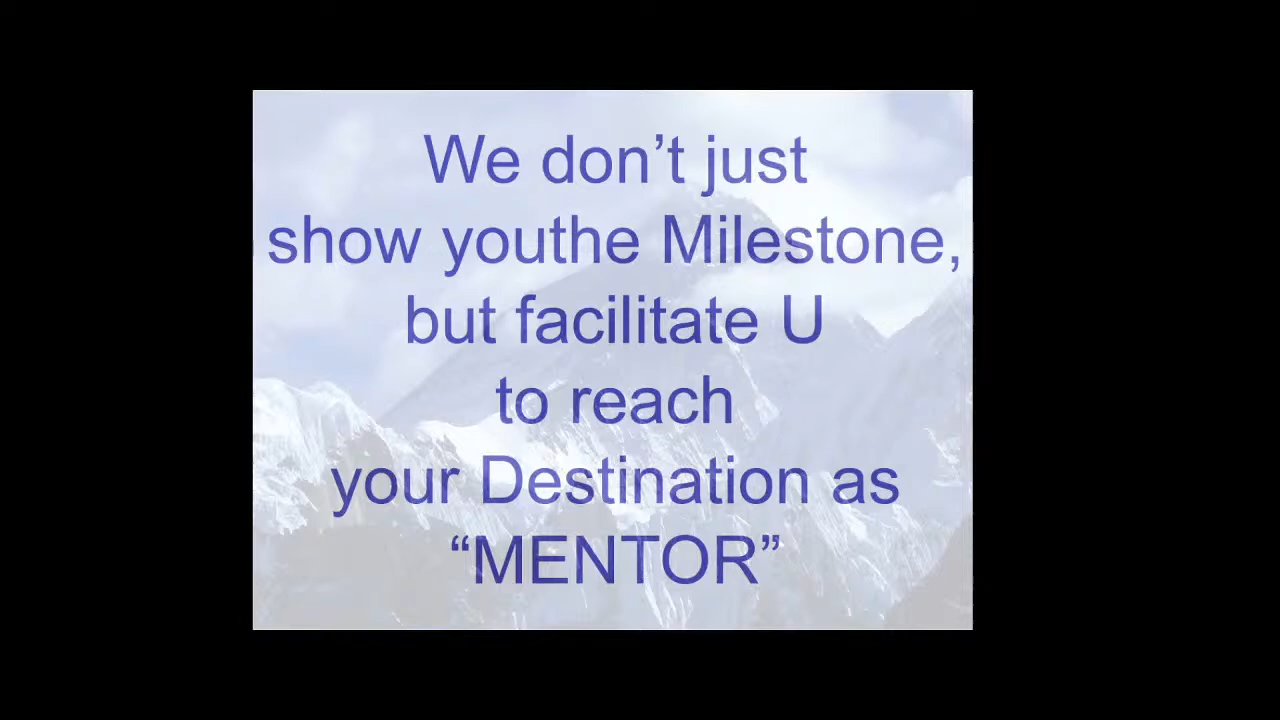 We don’t just
show youthe Milestone,
but facilitate U
to reach
your Destination as
“MENTOR”